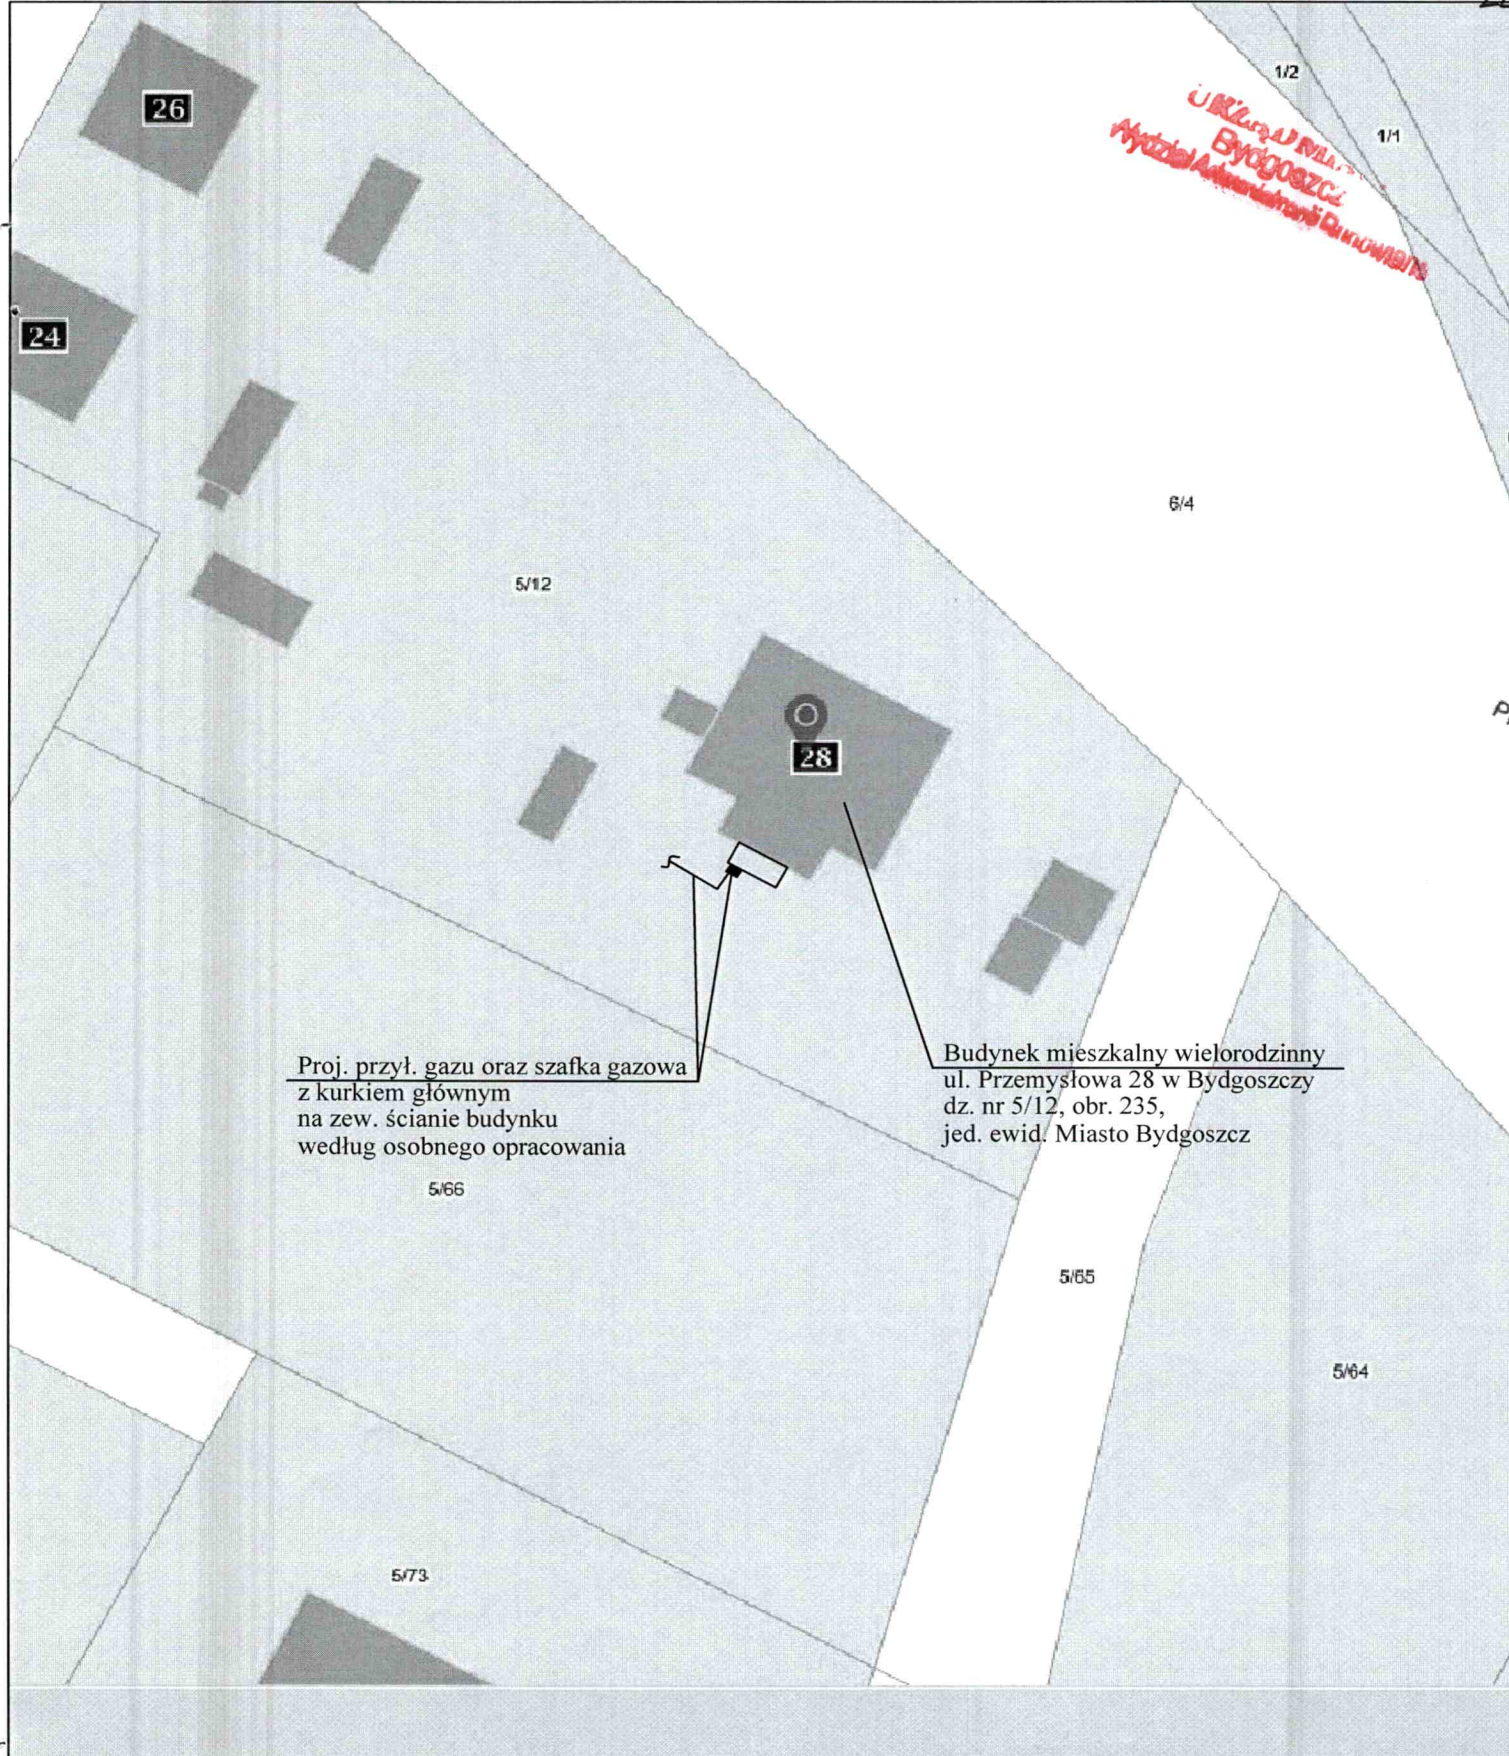 1/2
1/1
Bydgoszcz
26
24
6/4
5/12
28
Proj. przył. gazu oraz szafka gazowa
z kurkiem głównym
na zew. ścianie budynku
według osobnego opracowania
Budynek mieszkalny wielorodzinny
ul. Przemysłowa 28 w Bydgoszczy
dz. nr 5/12, obr. 235,
jed. ewid. Miasto Bydgoszcz
5/66
5/65
5/64
5/73